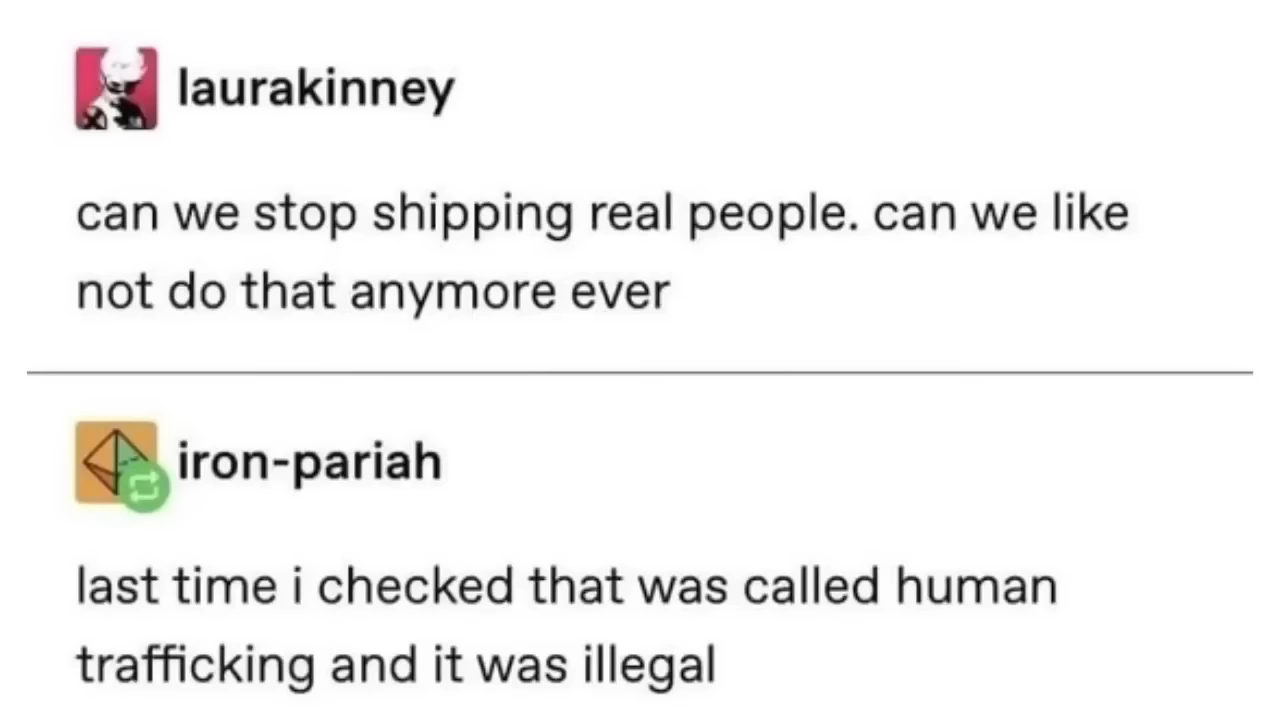 laurakinney
can we stop shipping real people. can we like
not do that anymore ever
iron-pariah
last time i checked that was called human
trafficking and it was illegal